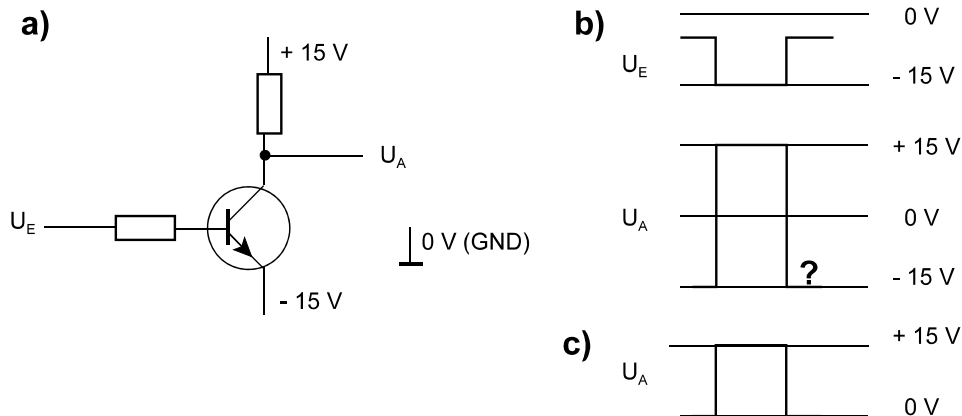 a)
+ 15 V
U_A
U_E
0 V (GND)
- 15 V
b)
0 V
U_E
- 15 V
+ 15 V
U_A
0 V
?
- 15 V
c)
+ 15 V
U_A
0 V